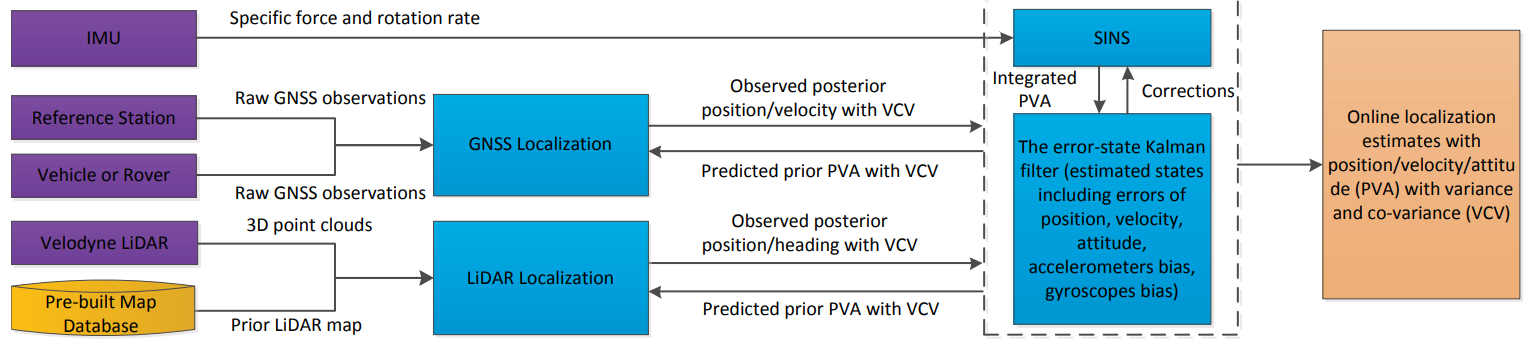 IMU
Specific force and rotation rate
SINS
Integrated
PVA
Corrections
Reference Station
Raw GNSS observations
Vehicle or Rover
Raw GNSS observations
GNSS Localization
Observed posterior
position/velocity with VCV
Predicted prior PVA with VCV
Velodyne LiDAR
3D point clouds
Pre-built Map
Database
Prior LiDAR map
LiDAR Localization
Observed posterior
position/heading with VCV
Predicted prior PVA with VCV
The error-state Kalman
filter (estimated states
including errors of
position, velocity,
attitude,
accelerometers bias,
gyroscopes bias)
Online localization
estimates with
position/velocity/attitu
de (PVA) with variance
and co-variance (VCV)